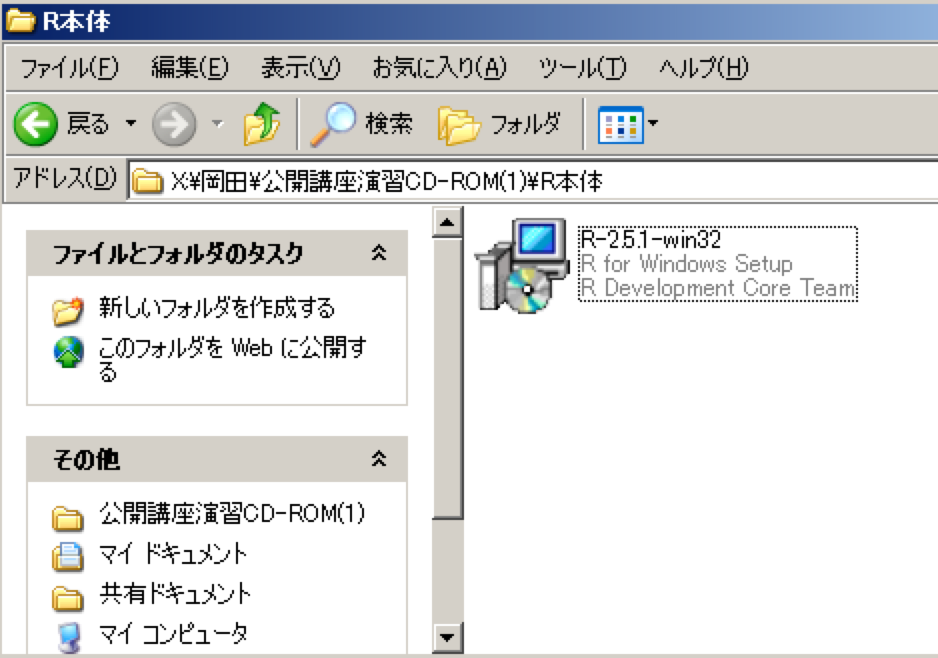 R本体
ファイル(F) 編集(E) 表示(V) お気に入り(A) ツール(T) ヘルプ(H)
戻る 検索 フォルダ
アドレス(D) X:¥岡田¥公開講座演習CD-ROM(1)¥R本体
ファイルとフォルダのタスク
新しいフォルダを作成する
このフォルダを Web に公開す
る
その他
公開講座演習CD-ROM(1)
マイ ドキュメント
共有ドキュメント
マイ コンピュータ
R-2.5.1-win32
R for Windows Setup
R Development Core Team